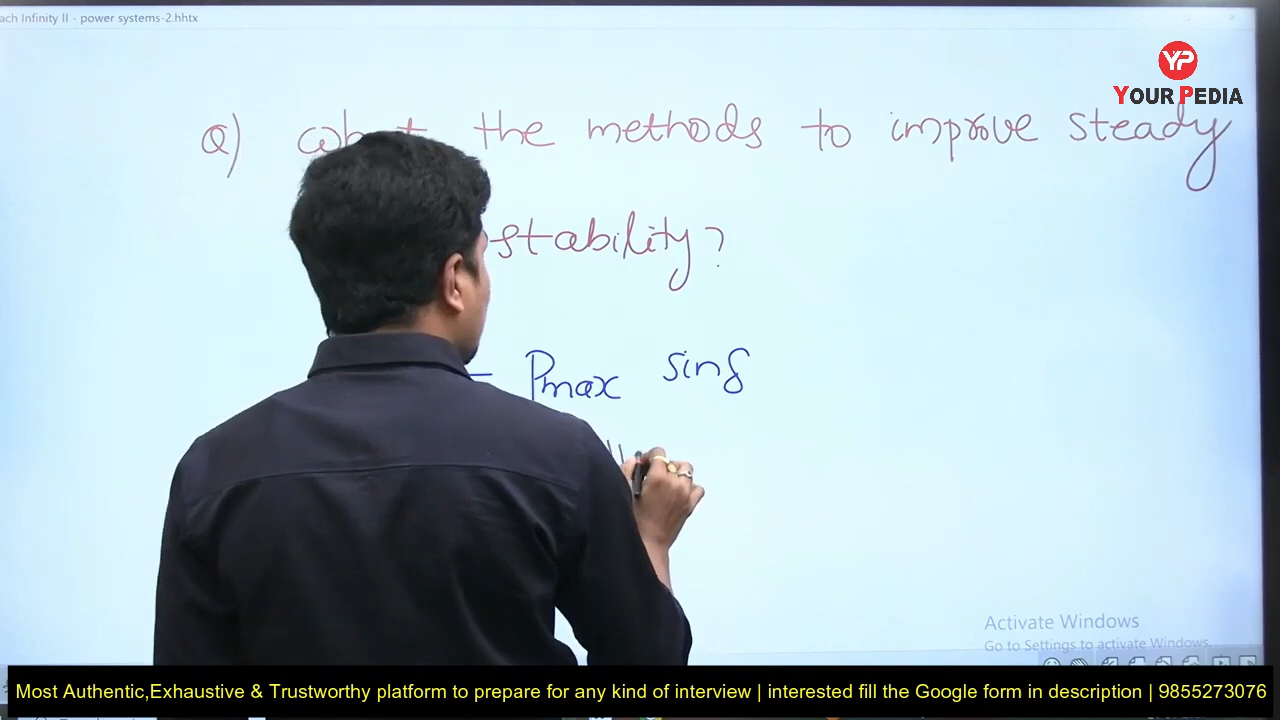 ach Infinity II - power systems-2.hhtx
YP
YOUR PEDIA
Q) the methods to improve steady
stability?
= Pmax sinδ
Activate Windows
Go to Settings to activate Windows.
Most Authentic,Exhaustive & Trustworthy platform to prepare for any kind of interview | interested fill the Google form in description | 9855273076